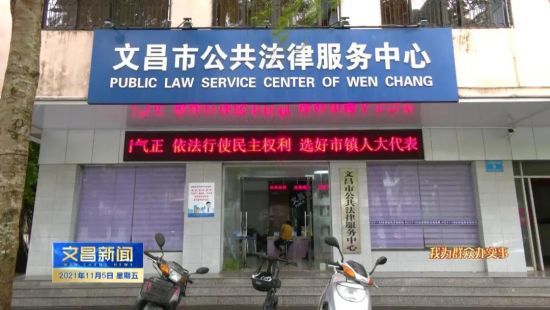 文昌市公共法律服务中心
PUBLIC LAW SERVICE CENTER OF WEN CHANG
气正 依法行使民主权利 选好市镇人大代表
文昌市公共法律服务中心
文昌新闻
WEN CHANG NEWS
2021年11月5日 星期五
我为群众办实事